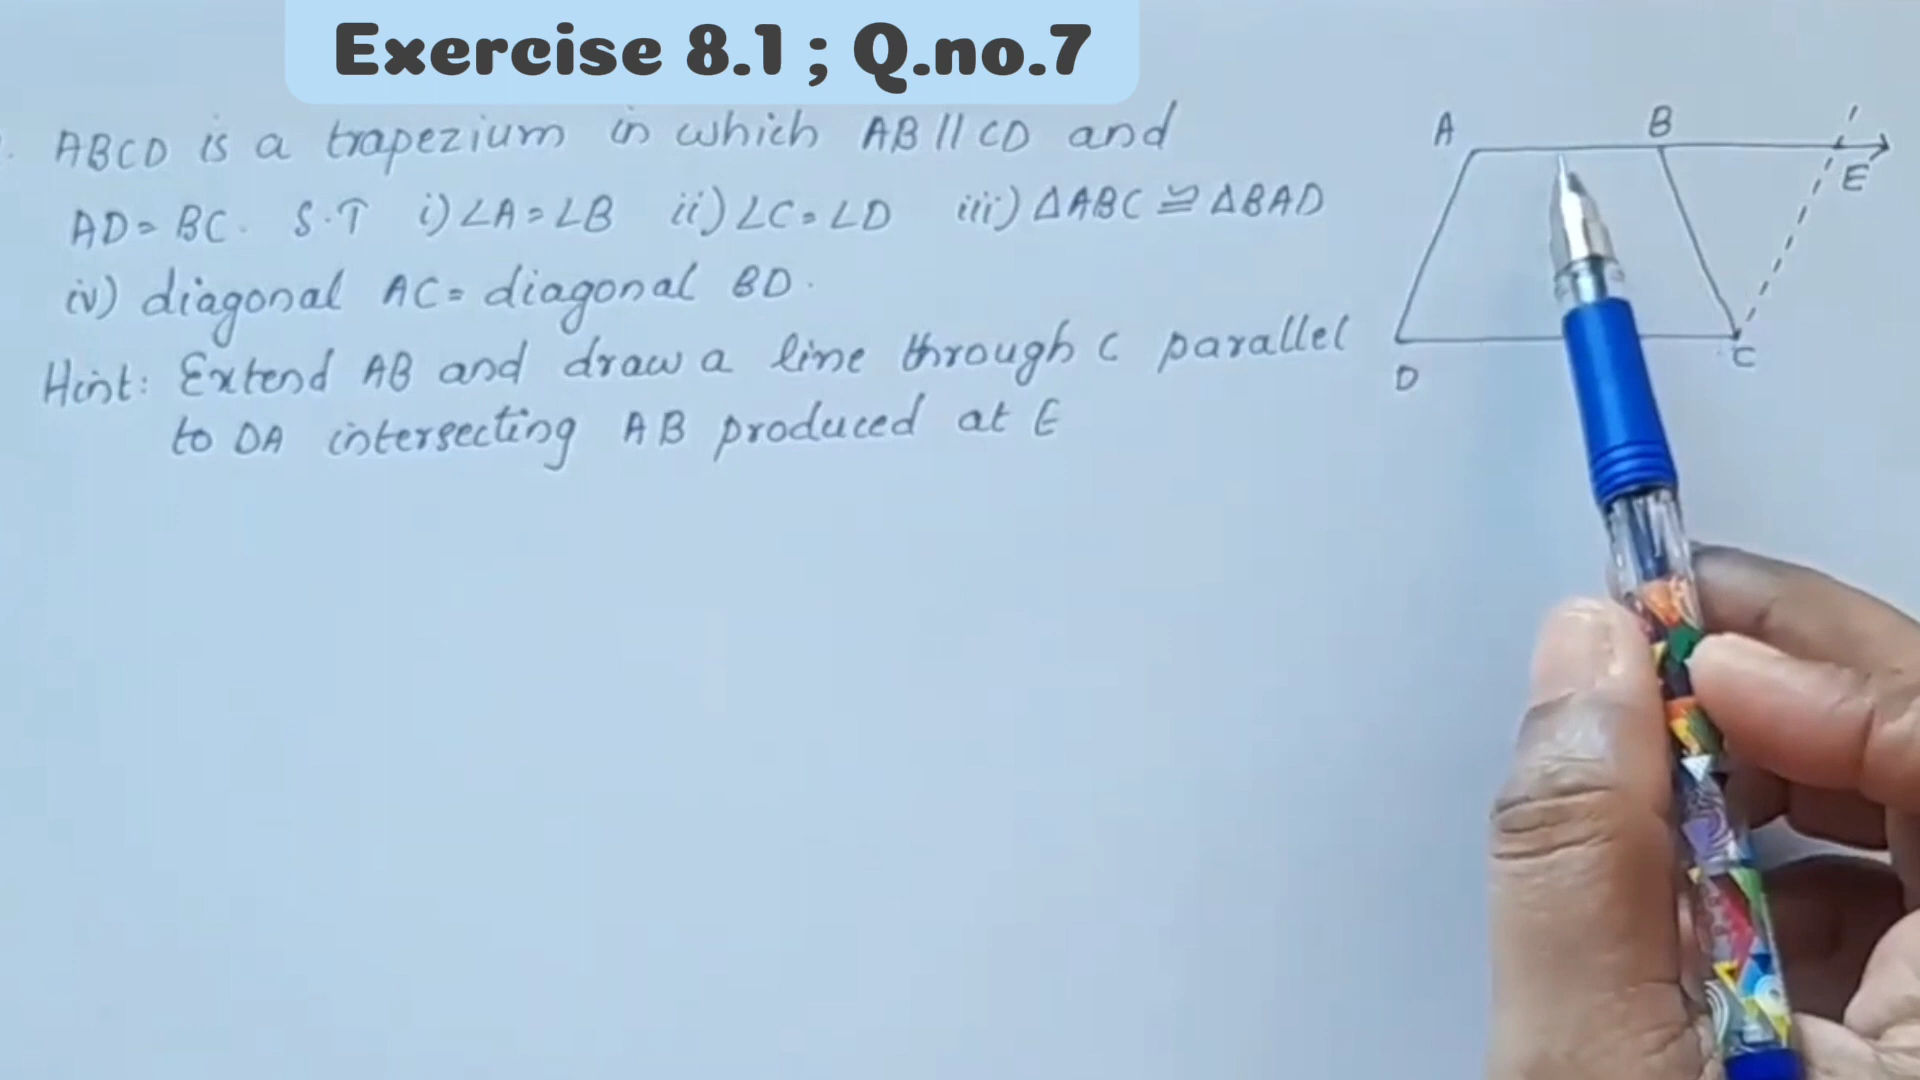 Exercise 8.1 ; Q.no.7
ABCD is a trapezium in which AB || CD and
AD = BC. S.T i) ∠A = ∠B ii) ∠C = ∠D iii) ΔABC ≅ ΔBAD
iv) diagonal AC = diagonal BD.
Hint: Extend AB and draw a line through C parallel
to DA intersecting AB produced at E
A B E
D C